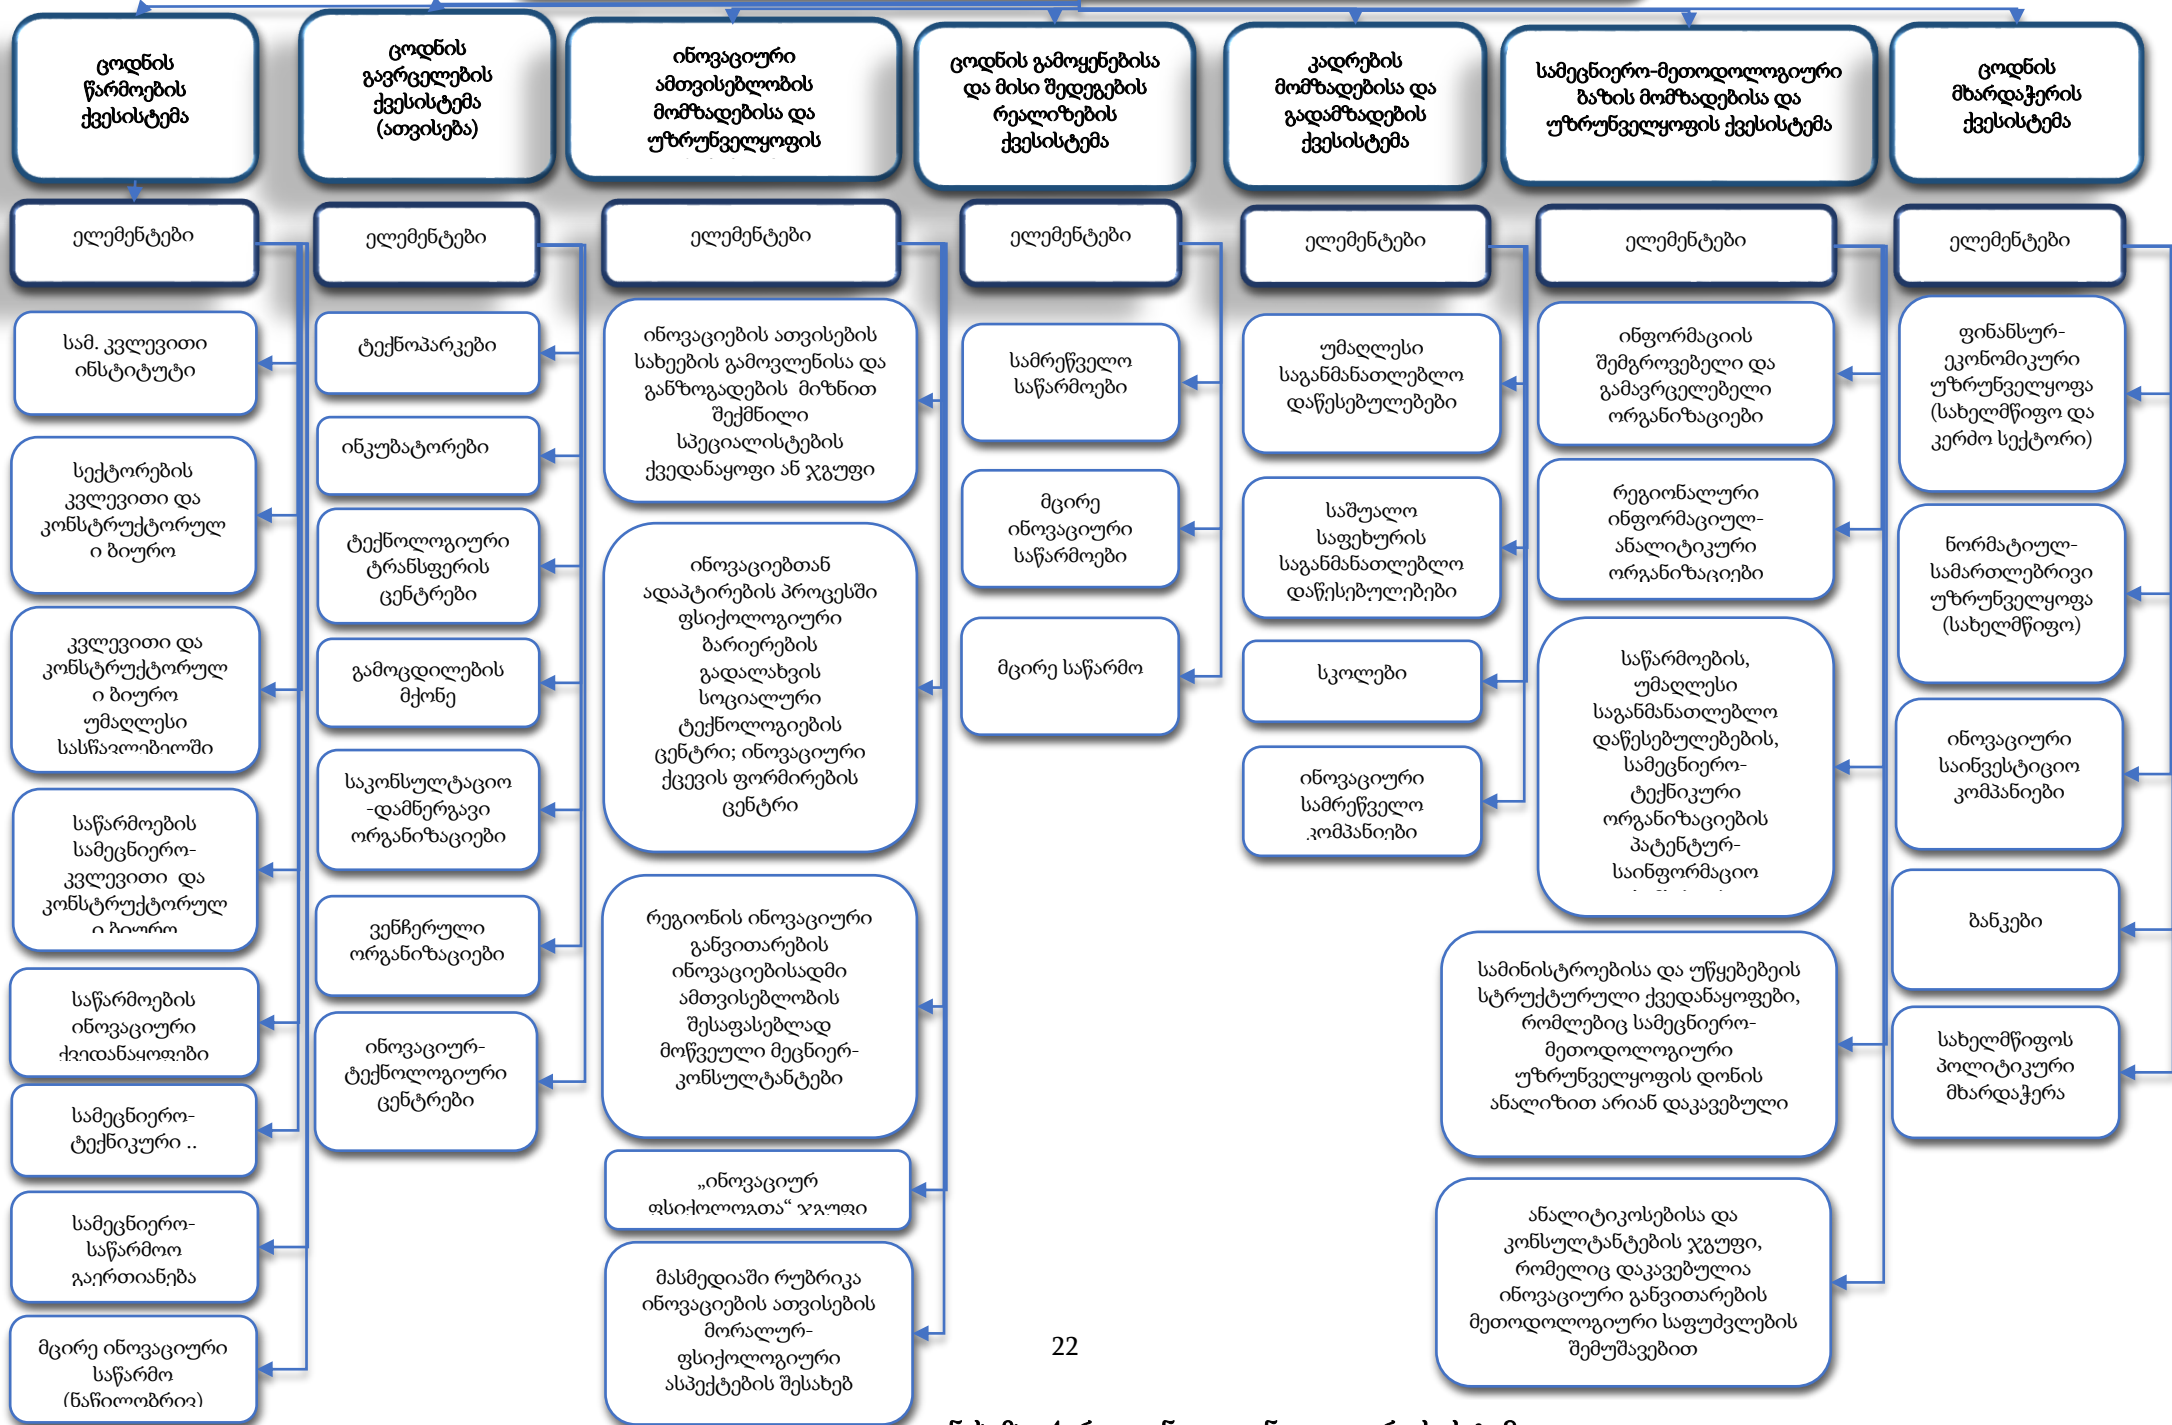 ცოდნის
წარმოების
ქვესისტემა
ცოდნის
გავრცელების
ქვესისტემა
(ათვისება)
ინოვაციური
ამთვისებლობის
მომზადებისა და
უზრუნველყოფის
ცოდნის გამოყენებისა
და მისი შედეგების
რეალიზების
ქვესისტემა
კადრების
მომზადებისა და
გადამზადების
ქვესისტემა
სამეცნიერო-მეთოდოლოგიური
ბაზის მომზადებისა და
უზრუნველყოფის ქვესისტემა
ცოდნის
მხარდაჭერის
ქვესისტემა
ელემენტები
ელემენტები
ელემენტები
ელემენტები
ელემენტები
ელემენტები
ელემენტები
სამ. კვლევითი
ინსტიტუტი
სექტორების
კვლევითი და
კონსტრუქტორულ
ი ბიურო
კვლევითი და
კონსტრუქტორულ
ი ბიურო
უმაღლესი
სასწავლებელში
საწარმოების
სამეცნიერო-
კვლევითი  და
კონსტრუქტორულ
ი ბიურო
საწარმოების
ინოვაციური
ქვედანაყოფები
სამეცნიერო-
ტექნიკური ..
სამეცნიერო-
საწარმოო
გაერთიანება
მცირე ინოვაციური
საწარმო
(ნაწილობრივ)
ტექნოპარკები
ინკუბატორები
ტექნოლოგიური
ტრანსფერის
ცენტრები
გამოცდილების
მქონე
საკონსულტაციო
-დამნერგავი
ორგანიზაციები
ვენჩერული
ორგანიზაციები
ინოვაციურ-
ტექნოლოგიური
ცენტრები
ინოვაციების ათვისების
სახეების გამოვლენისა და
განზოგადების  მიზნით
შექმნილი
სპეციალისტების
ქვედანაყოფი ან ჯგუფი
ინოვაციებთან
ადაპტირების პროცესში
ფსიქოლოგიური
ბარიერების
გადალახვის
სოციალური
ტექნოლოგიების
ცენტრი; ინოვაციური
ქცევის ფორმირების
ცენტრი
რეგიონის ინოვაციური
განვითარების
ინოვაციებისადმი
ამთვისებლობის
შესაფასებლად
მოწვეული მეცნიერ-
კონსულტანტები
„ინოვაციურ
ფსიქოლოგთა“ ჯგუფი
მასმედიაში რუბრიკა
ინოვაციების ათვისების
მორალურ-
ფსიქოლოგიური
ასპექტების შესახებ
სამრეწველო
საწარმოები
მცირე
ინოვაციური
საწარმოები
მცირე საწარმო
უმაღლესი
საგანმანათლებლო
დაწესებულებები
საშუალო
საფეხურის
საგანმანათლებლო
დაწესებულებები
სკოლები
ინოვაციური
სამრეწველო
კომპანიები
ინფორმაციის
შემგროვებელი და
გამავრცელებელი
ორგანიზაციები
რეგიონალური
ინფორმაციულ-
ანალიტიკური
ორგანიზაციები
საწარმოების,
უმაღლესი
საგანმანათლებლო
დაწესებულებების,
სამეცნიერო-
ტექნიკური
ორგანიზაციების
პატენტურ-
საინფორმაციო
სამინისტროებისა და უწყებებეის
სტრუქტურული ქვედანაყოფები,
რომლებიც სამეცნიერო-
მეთოდოლოგიური
უზრუნველყოფის დონის
ანალიზით არიან დაკავებული
ანალიტიკოსებისა და
კონსულტანტების ჯგუფი,
რომელიც დაკავებულია
ინოვაციური განვითარების
მეთოდოლოგიური საფუძვლების
შემუშავებით
ფინანსურ-
ეკონომიკური
უზრუნველყოფა
(სახელმწიფო და
კერძო სექტორი)
ნორმატიულ-
სამართლებრივი
უზრუნველყოფა
(სახელმწიფო)
ინოვაციური
საინვესტიციო
კომპანიები
ბანკები
სახელმწიფოს
პოლიტიკური
მხარდაჭერა
22